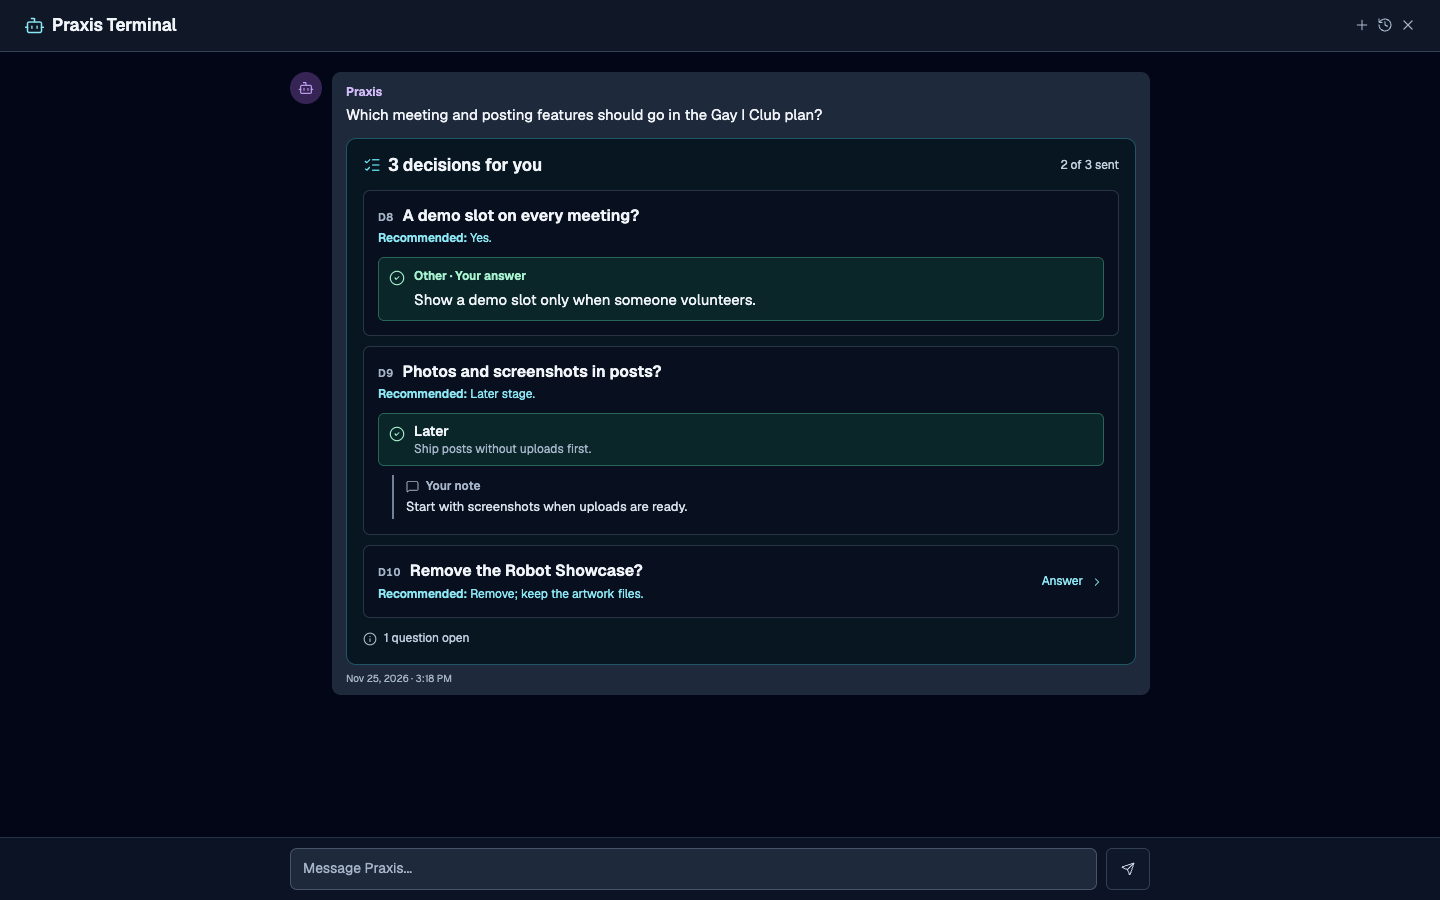 Praxis Terminal
Praxis
Which meeting and posting features should go in the Gay I Club plan?
3 decisions for you
2 of 3 sent
D8 A demo slot on every meeting?
Recommended: Yes.
Other · Your answer
Show a demo slot only when someone volunteers.
D9 Photos and screenshots in posts?
Recommended: Later stage.
Later
Ship posts without uploads first.
Your note
Start with screenshots when uploads are ready.
D10 Remove the Robot Showcase?
Recommended: Remove; keep the artwork files.
Answer
1 question open
Nov 25, 2026 · 3:18 PM
Message Praxis...